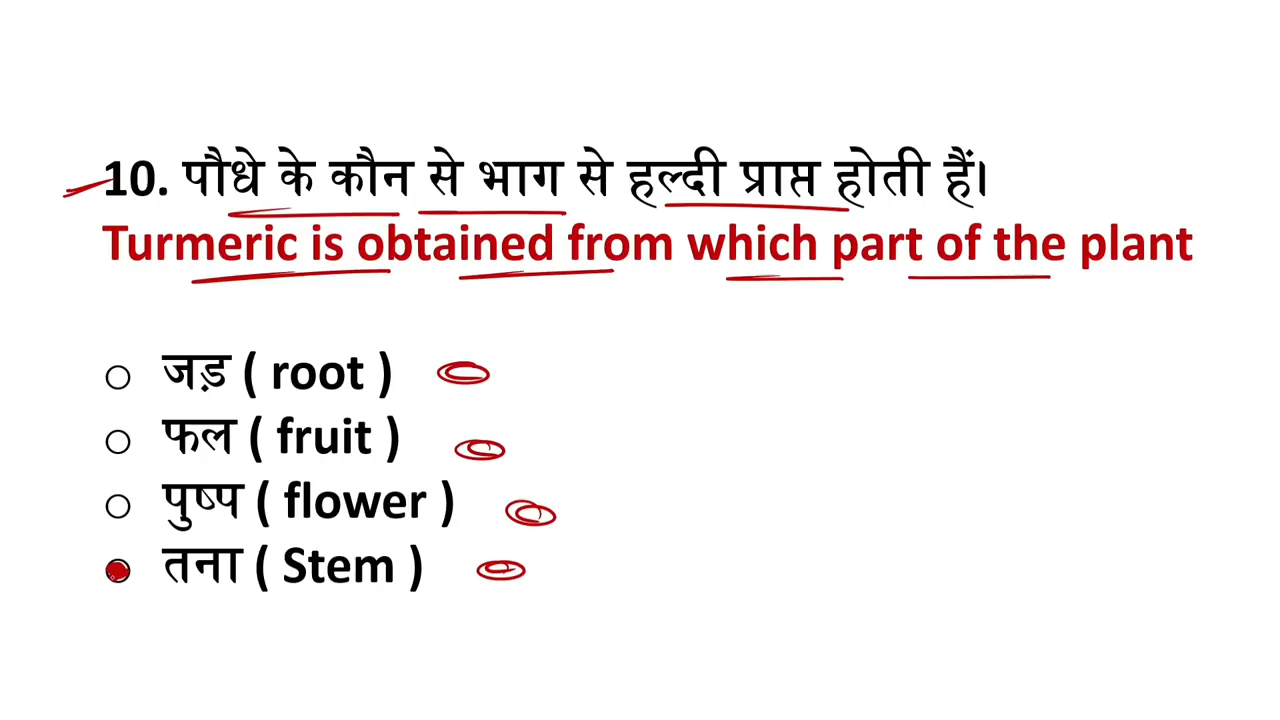 10. पौधे के कौन से भाग से हल्दी प्राप्त होती हैं।
Turmeric is obtained from which part of the plant
जड़ ( root )
फल ( fruit )
पुष्प ( flower )
तना ( Stem )